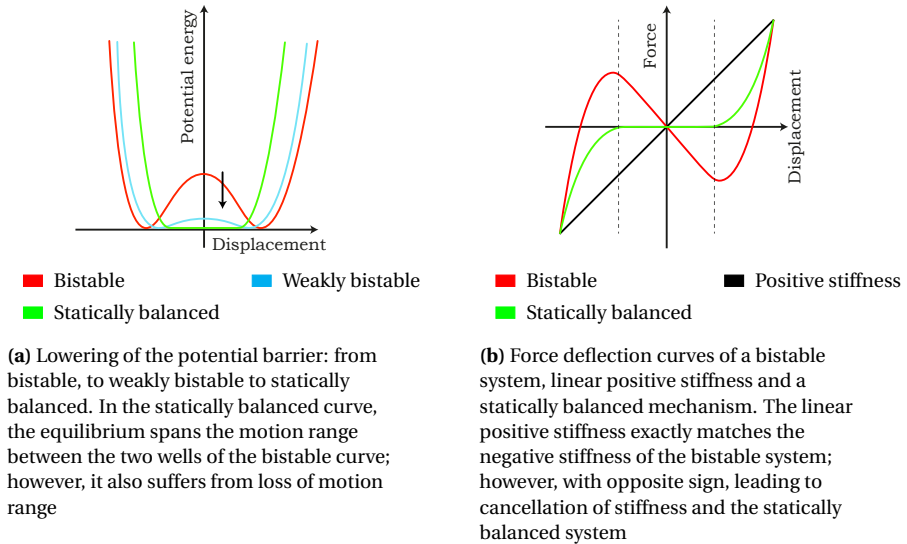 Potential energy
Displacement
Bistable
Weakly bistable
Statically balanced
(a) Lowering of the potential barrier: from
bistable, to weakly bistable to statically
balanced. In the statically balanced curve,
the equilibrium spans the motion range
between the two wells of the bistable curve;
however, it also suffers from loss of motion
range
Force
Displacement
Bistable
Positive stiffness
Statically balanced
(b) Force deflection curves of a bistable
system, linear positive stiffness and a
statically balanced mechanism. The linear
positive stiffness exactly matches the
negative stiffness of the bistable system;
however, with opposite sign, leading to
cancellation of stiffness and the statically
balanced system